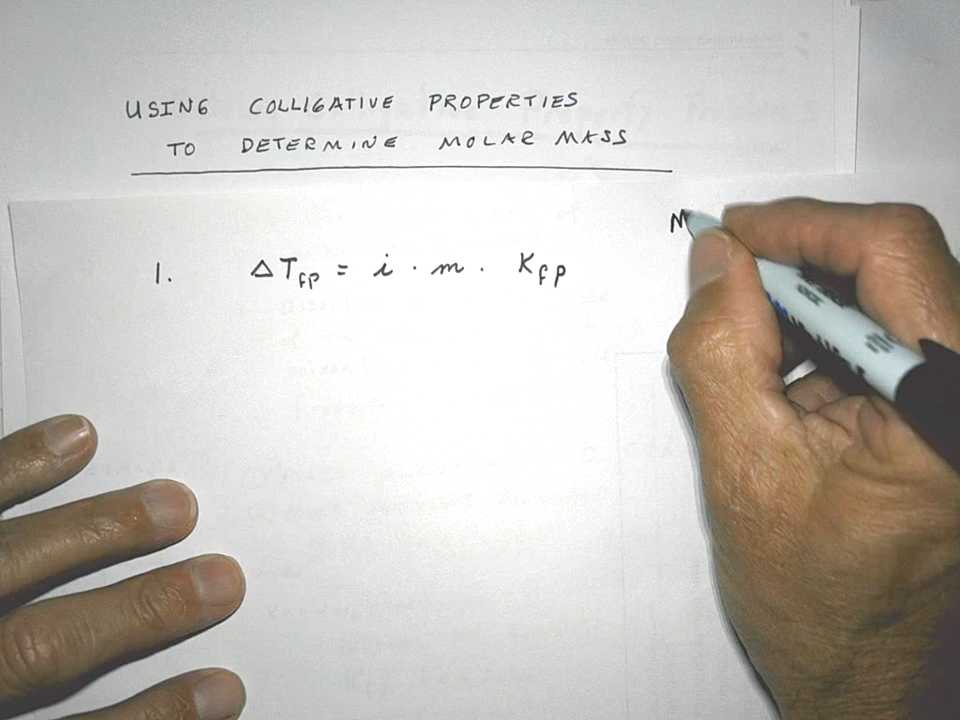 USING COLLIGATIVE PROPERTIES
TO DETERMINE MOLAR MASS
M
1. ΔTfp = i · m · Kfp